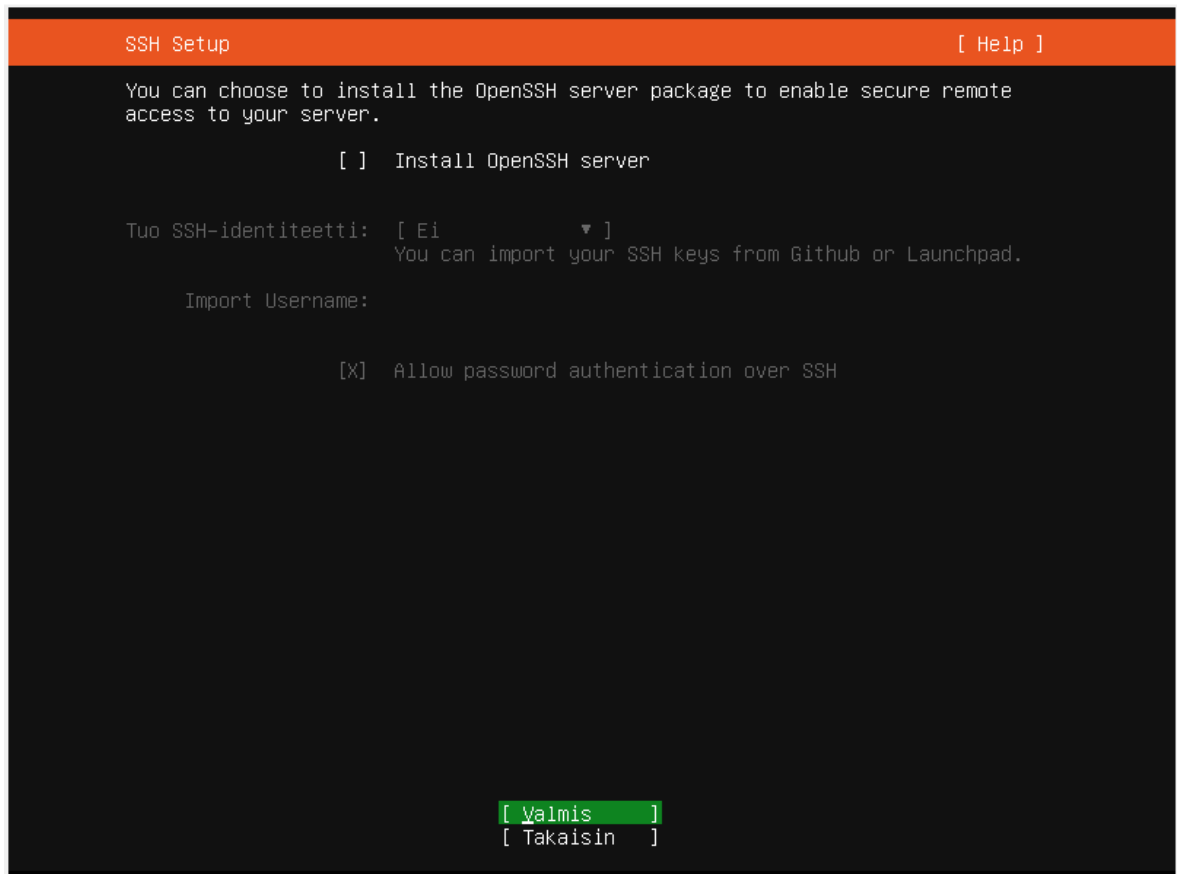 SSH Setup [ Help ]
You can choose to install the OpenSSH server package to enable secure remote
access to your server.
[ ] Install OpenSSH server
Tuo SSH-identiteetti: [ Ei ▾ ]
You can import your SSH keys from Github or Launchpad.
Import Username:
[X] Allow password authentication over SSH
[ Valmis ]
[ Takaisin ]